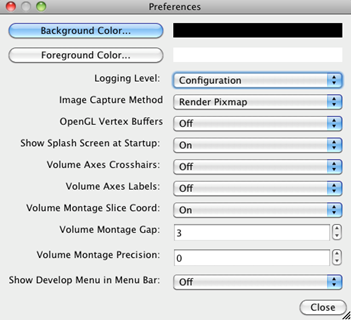 Preferences
Background Color...
Foreground Color...
Logging Level: Configuration
Image Capture Method Render Pixmap
OpenGL Vertex Buffers Off
Show Splash Screen at Startup: On
Volume Axes Crosshairs: Off
Volume Axes Labels: Off
Volume Montage Slice Coord: On
Volume Montage Gap: 3
Volume Montage Precision: 0
Show Develop Menu in Menu Bar: Off
Close